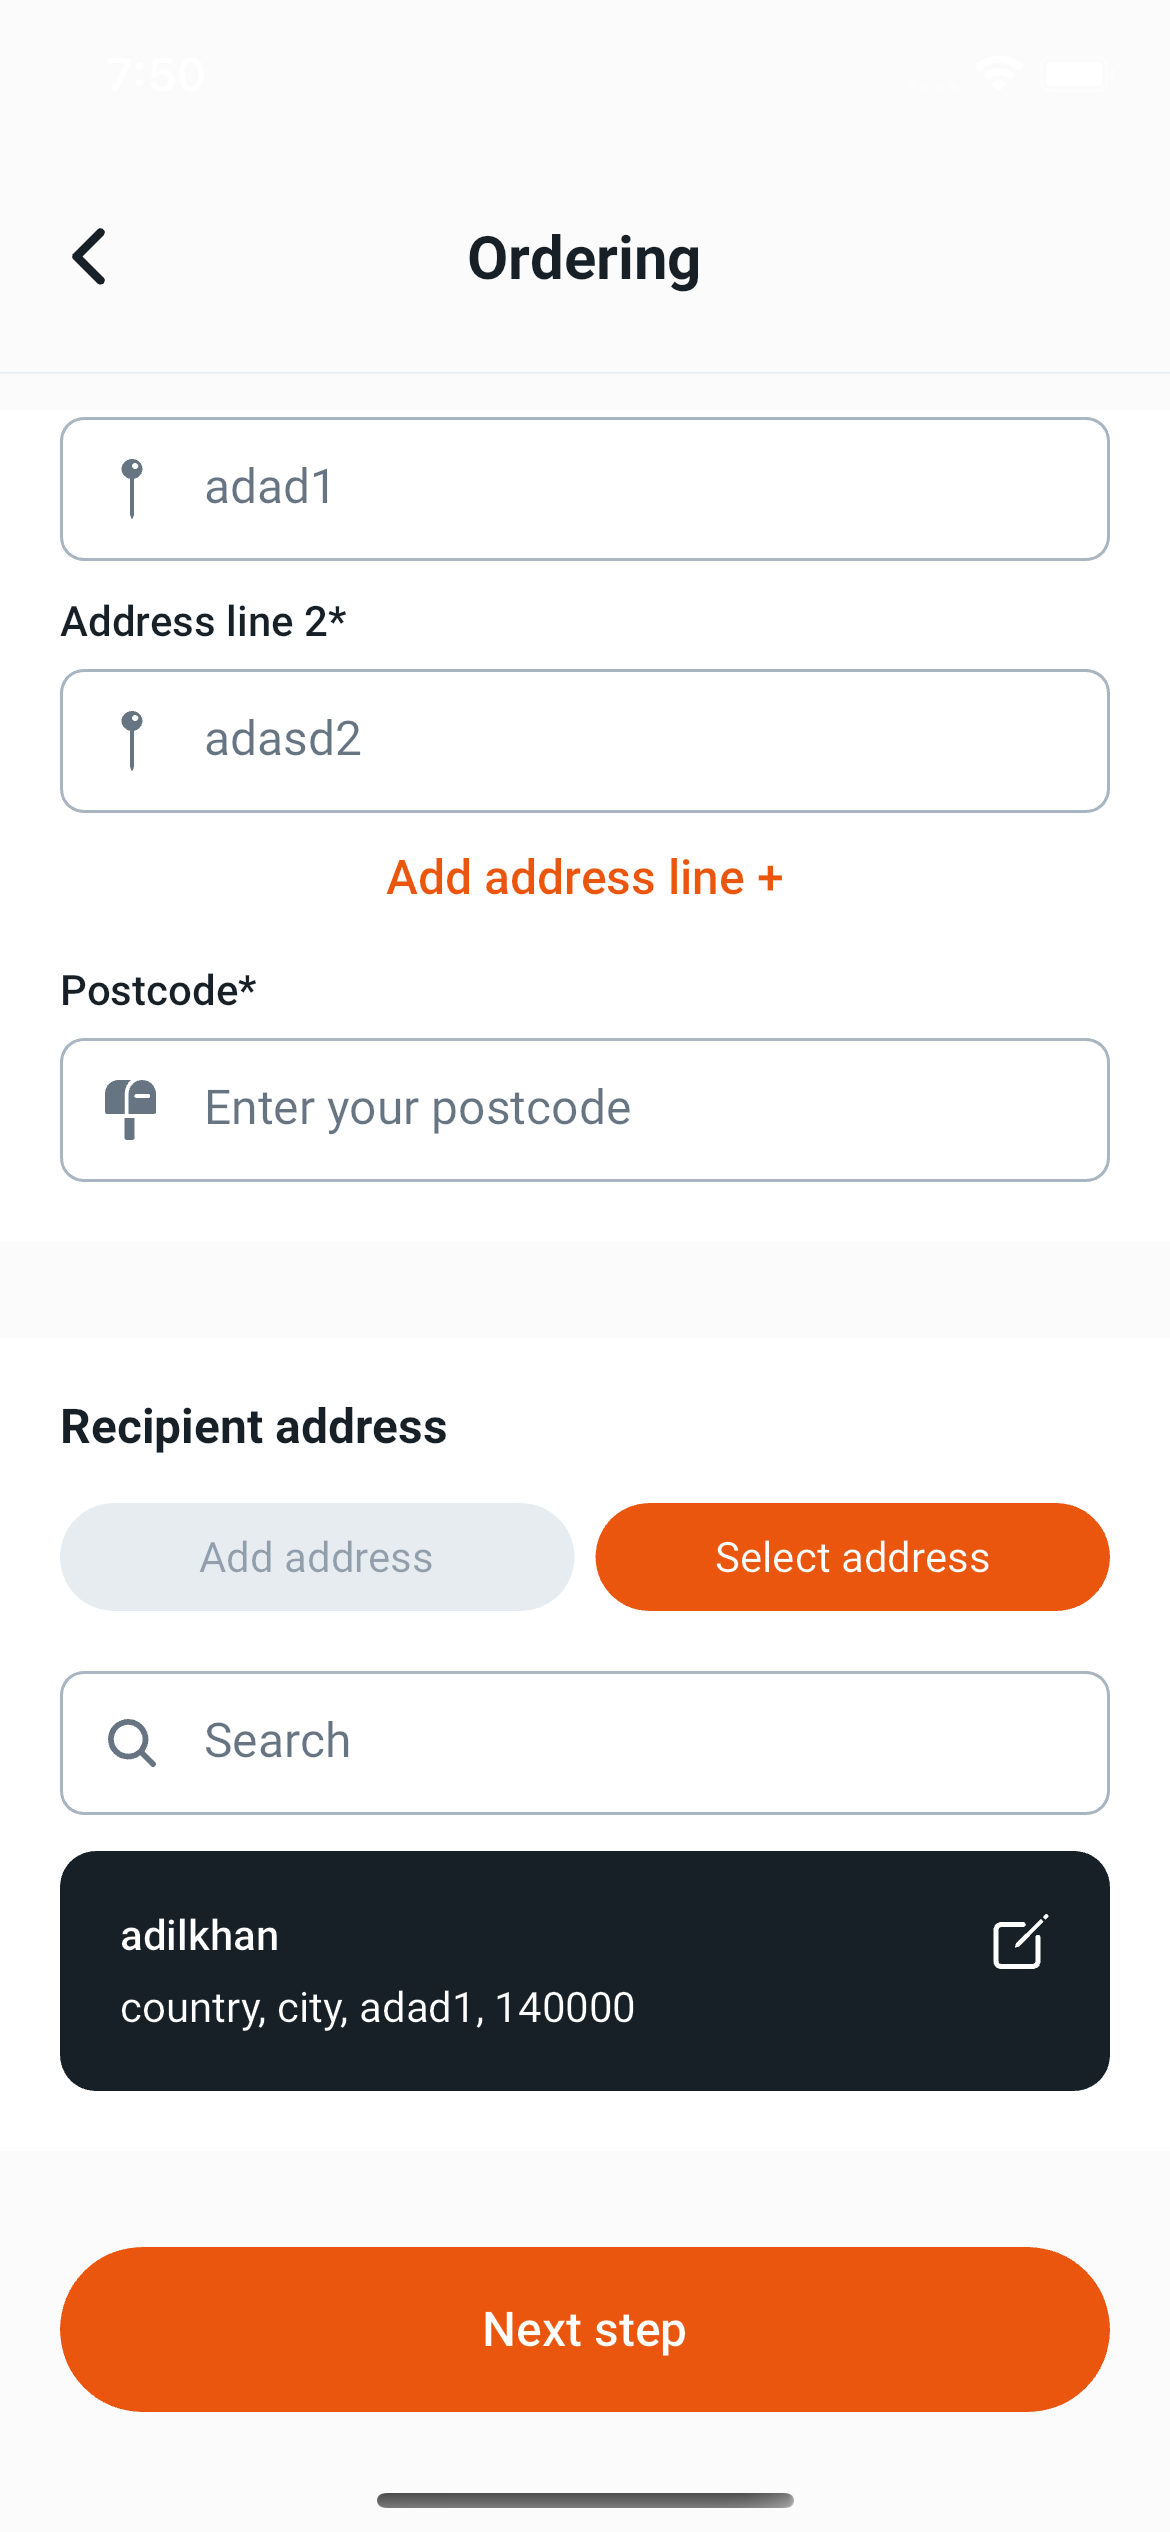 7:50
Ordering
adad1
Address line 2*
adasd2
Add address line +
Postcode*
Enter your postcode
Recipient address
Add address
Select address
Search
adilkhan
country, city, adad1, 140000
Next step